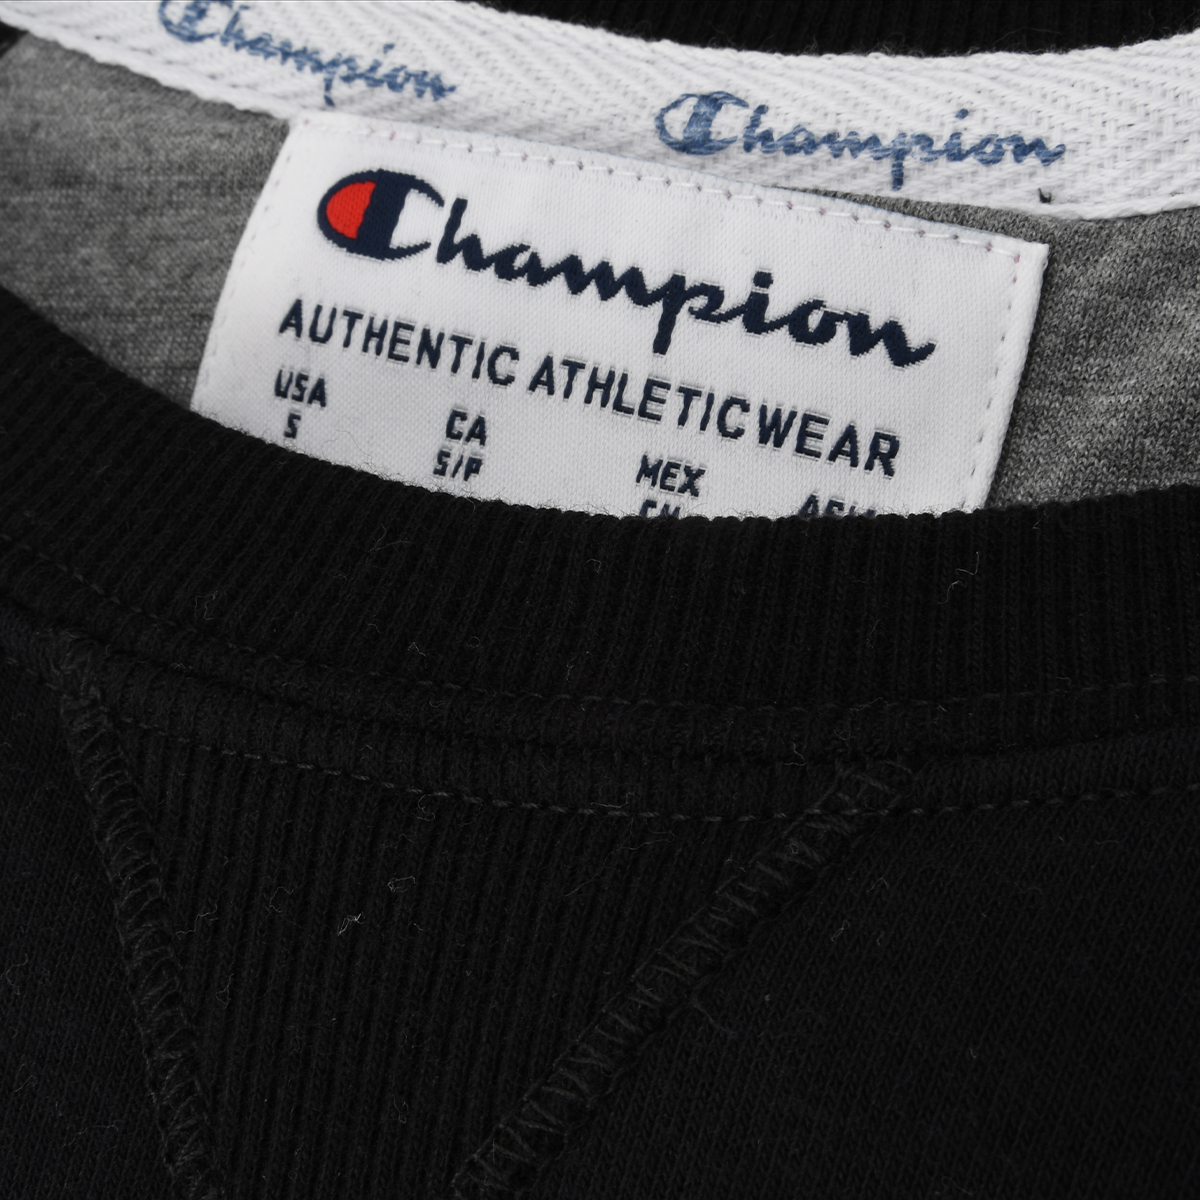 Champion
Champion
Champion
AUTHENTIC ATHLETICWEAR
USA CA MEX
S S/P